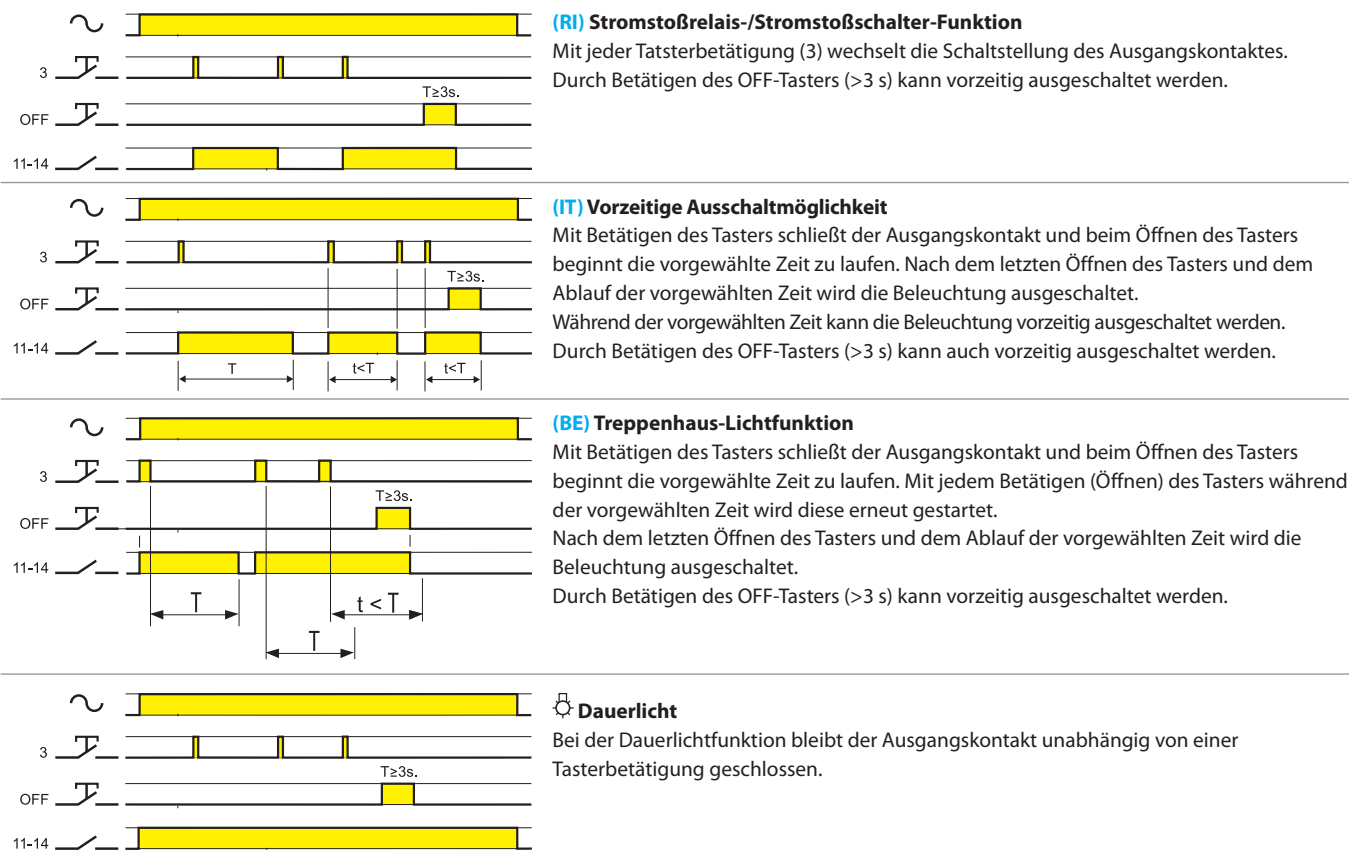 (RI) Stromstoßrelais-/Stromstoßschalter-Funktion
Mit jeder Tatsterbetätigung (3) wechselt die Schaltstellung des Ausgangskontaktes.
Durch Betätigen des OFF-Tasters (>3 s) kann vorzeitig ausgeschaltet werden.
3
T≥3s.
OFF
11-14
(IT) Vorzeitige Ausschaltmöglichkeit
Mit Betätigen des Tasters schließt der Ausgangskontakt und beim Öffnen des Tasters
beginnt die vorgewählte Zeit zu laufen. Nach dem letzten Öffnen des Tasters und dem
Ablauf der vorgewählten Zeit wird die Beleuchtung ausgeschaltet.
Während der vorgewählten Zeit kann die Beleuchtung vorzeitig ausgeschaltet werden.
Durch Betätigen des OFF-Tasters (>3 s) kann auch vorzeitig ausgeschaltet werden.
3
T≥3s.
OFF
11-14
T t<T t<T
(BE) Treppenhaus-Lichtfunktion
Mit Betätigen des Tasters schließt der Ausgangskontakt und beim Öffnen des Tasters
beginnt die vorgewählte Zeit zu laufen. Mit jedem Betätigen (Öffnen) des Tasters während
der vorgewählten Zeit wird diese erneut gestartet.
Nach dem letzten Öffnen des Tasters und dem Ablauf der vorgewählten Zeit wird die
Beleuchtung ausgeschaltet.
Durch Betätigen des OFF-Tasters (>3 s) kann vorzeitig ausgeschaltet werden.
3
T≥3s.
OFF
11-14
T t < T
T
Dauerlicht
Bei der Dauerlichtfunktion bleibt der Ausgangskontakt unabhängig von einer
Tasterbetätigung geschlossen.
3
T≥3s.
OFF
11-14